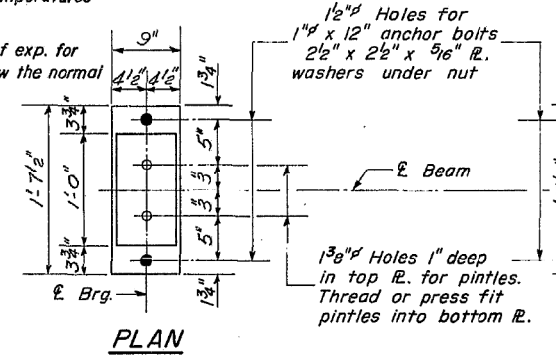 temperatures
f exp. for
w the normal
9"
4½" 4½"
1¾"
3¾"
5"
3"
1'-7½"
1'-0"
3"
5"
3¾"
1¾"
℄ Brg.
PLAN
1½"ø Holes for
1"ø x 12" anchor bolts
2½" x 2½" x 5/16" ℞.
washers under nut
℄ Beam
1⅜"ø Holes 1" deep
in top ℞. for pintles.
Thread or press fit
pintles into bottom ℞.